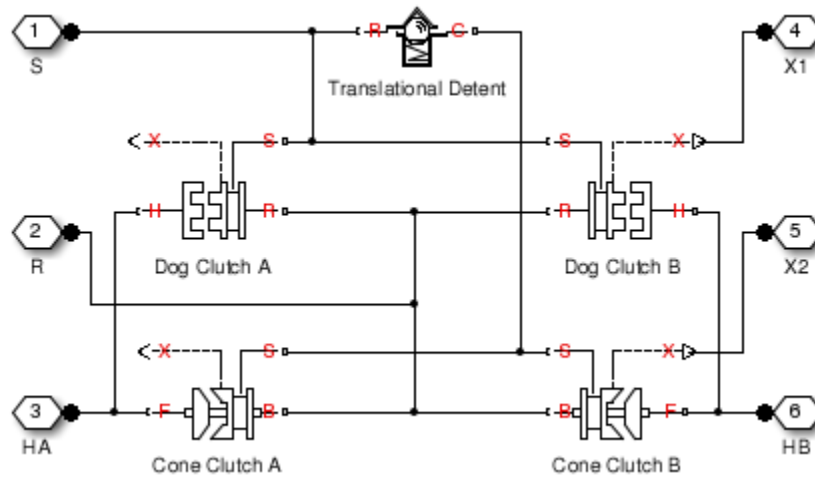 1
S
R C
4
X1
Translational Detent
X S
S X
H R
R H
2
R
Dog Clutch A
Dog Clutch B
5
X2
X S
S X
3
HA
F B
B F
6
HB
Cone Clutch A
Cone Clutch B